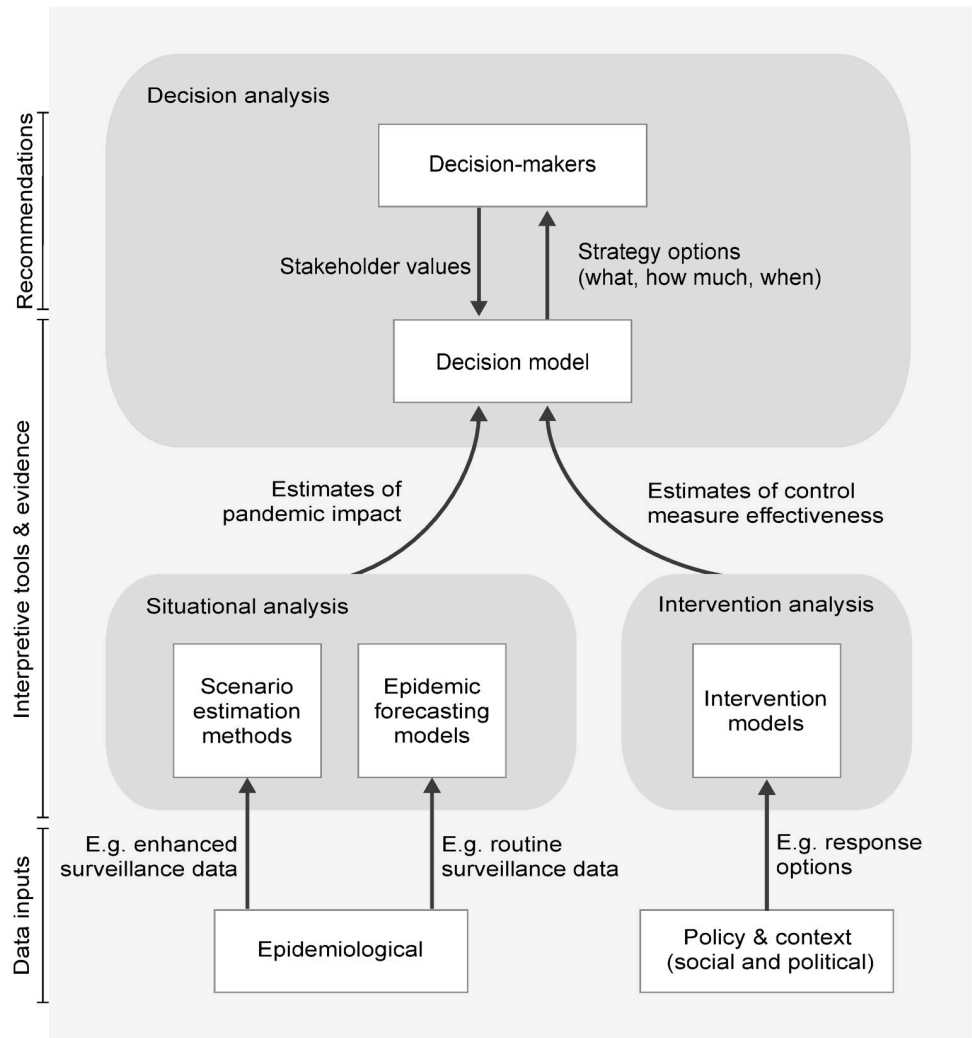 Decision analysis
Recommendations
Decision-makers
Stakeholder values
Strategy options
(what, how much, when)
Decision model
Interpretive tools & evidence
Estimates of
pandemic impact
Estimates of control
measure effectiveness
Situational analysis
Intervention analysis
Scenario
estimation
methods
Epidemic
forecasting
models
Intervention
models
E.g. enhanced
surveillance data
E.g. routine
surveillance data
E.g. response
options
Data inputs
Epidemiological
Policy & context
(social and political)